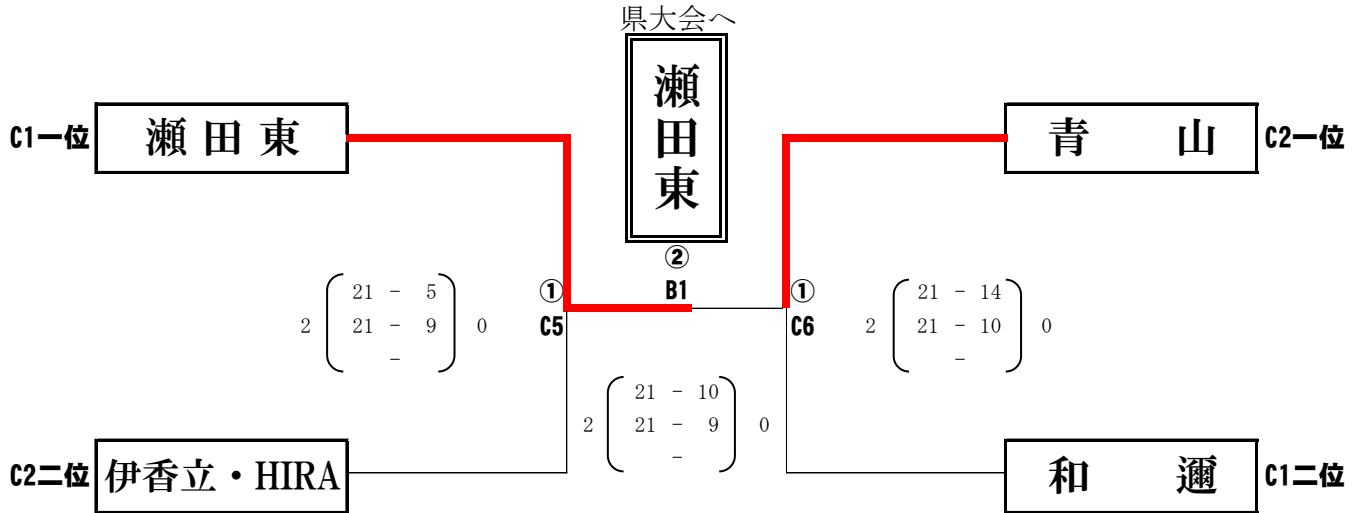 県大会へ
瀬田東
C1一位 瀬田東
青山 C2一位
②
B1
①
C5
①
C6
21 - 5
2 21 - 9 0
-
21 - 14
2 21 - 10 0
-
21 - 10
2 21 - 9 0
-
C2二位 伊香立・HIRA
和邇 C1二位